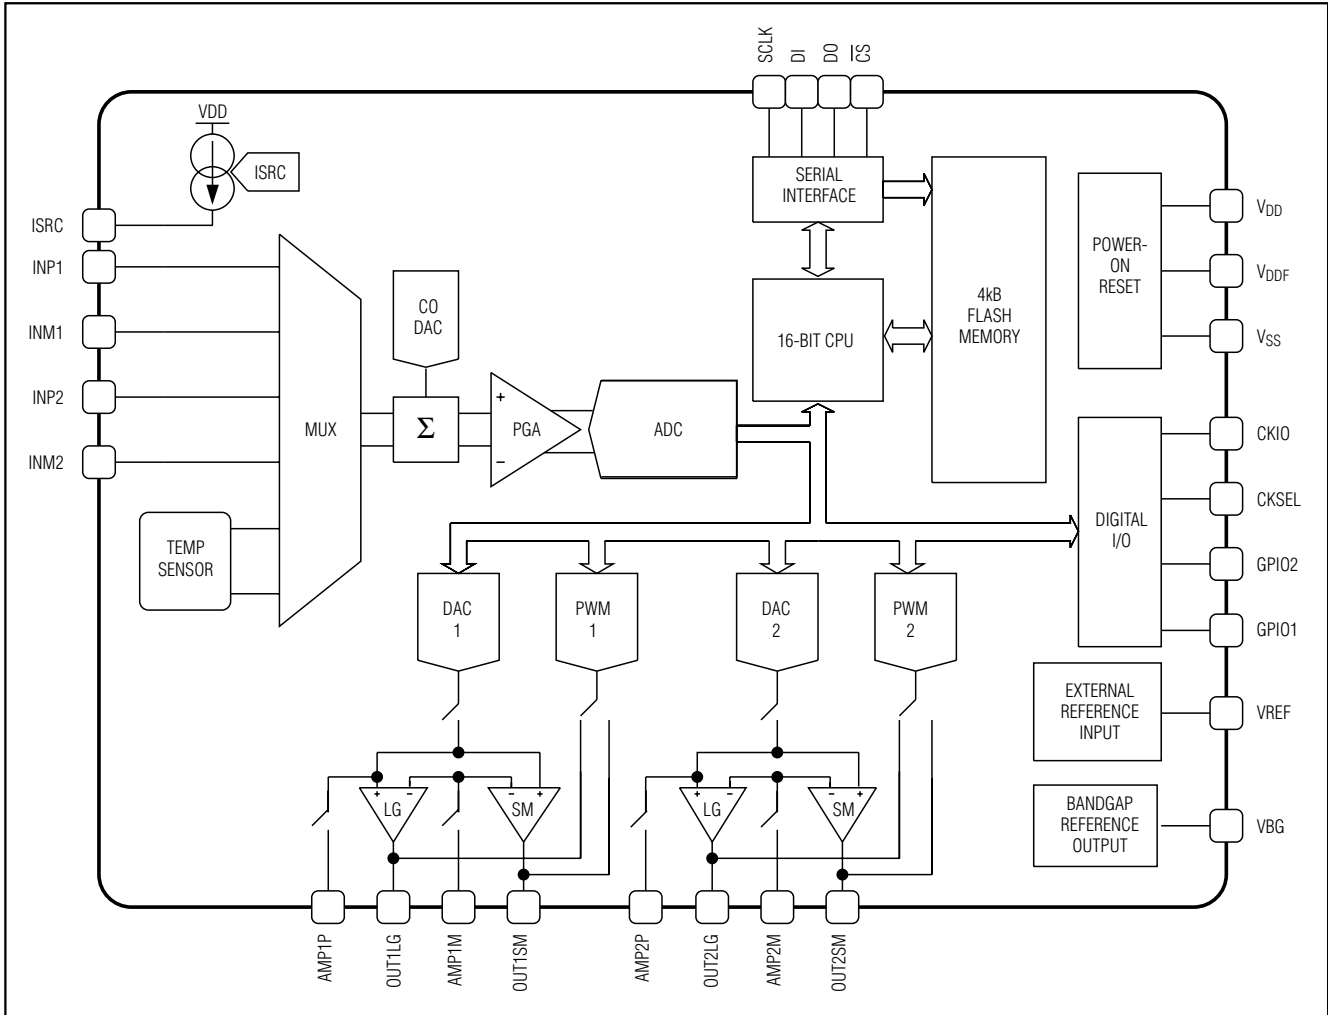 SCLK
DI
DO
CS
VDD
ISRC
SERIAL
INTERFACE
ISRC
INP1
INM1
INP2
INM2
VDD
VDDF
VSS
POWER-
ON
RESET
CO
DAC
16-BIT CPU
4kB
FLASH
MEMORY
MUX
Σ
+
−
PGA
ADC
TEMP
SENSOR
DIGITAL
I/O
CKIO
CKSEL
GPIO2
GPIO1
DAC
1
PWM
1
DAC
2
PWM
2
EXTERNAL
REFERENCE
INPUT
VREF
BANDGAP
REFERENCE
OUTPUT
VBG
+ −
LG
− +
SM
+ −
LG
− +
SM
AMP1P
OUT1LG
AMP1M
OUT1SM
AMP2P
OUT2LG
AMP2M
OUT2SM